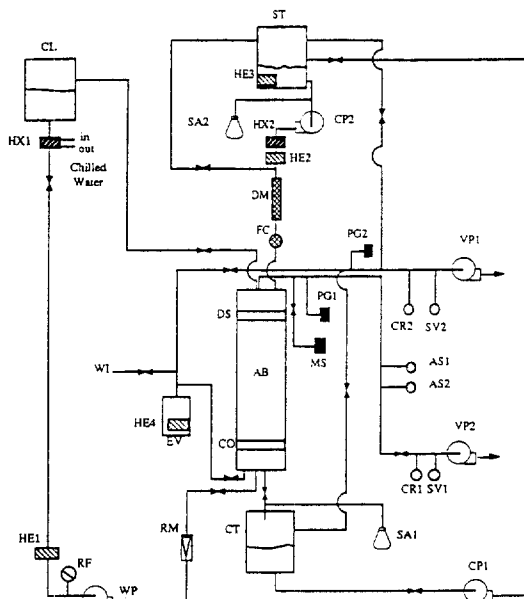 ST
CL
HE3
SA2
HX2
CP2
HX1
in
out
Chilled
Water
HE2
DM
FC
PG2
VP1
DS
PG1
CR2
SV2
MS
WI
AB
AS1
AS2
HE4
EV
CO
VP2
CR1
SV1
RM
CT
SA1
HE1
RF
WP
CP1